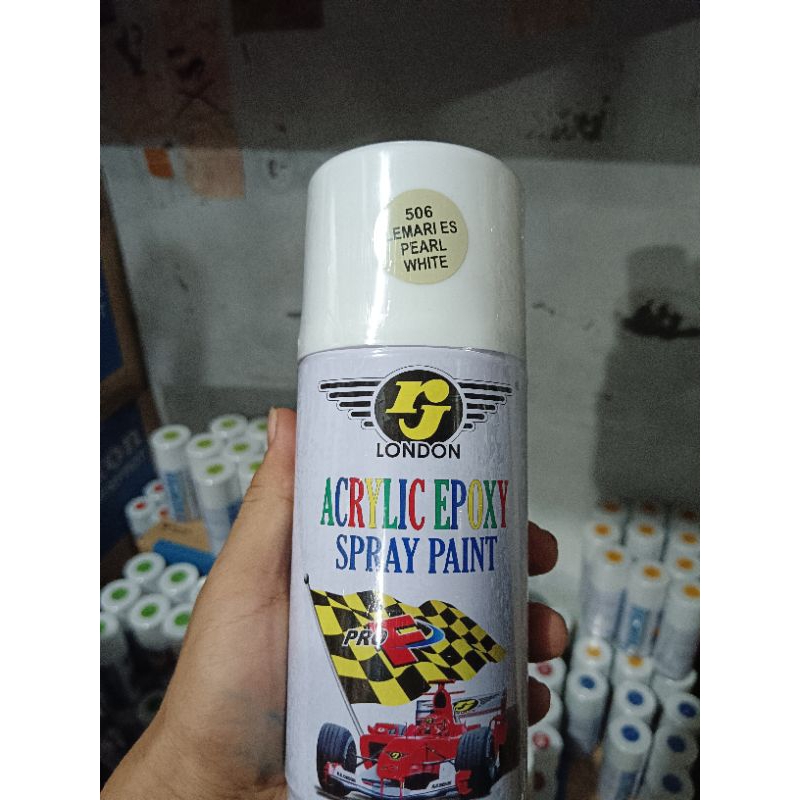 506
LEMARI ES
PEARL
WHITE
rj
LONDON
ACRYLIC EPOXY
SPRAY PAINT
PRO F